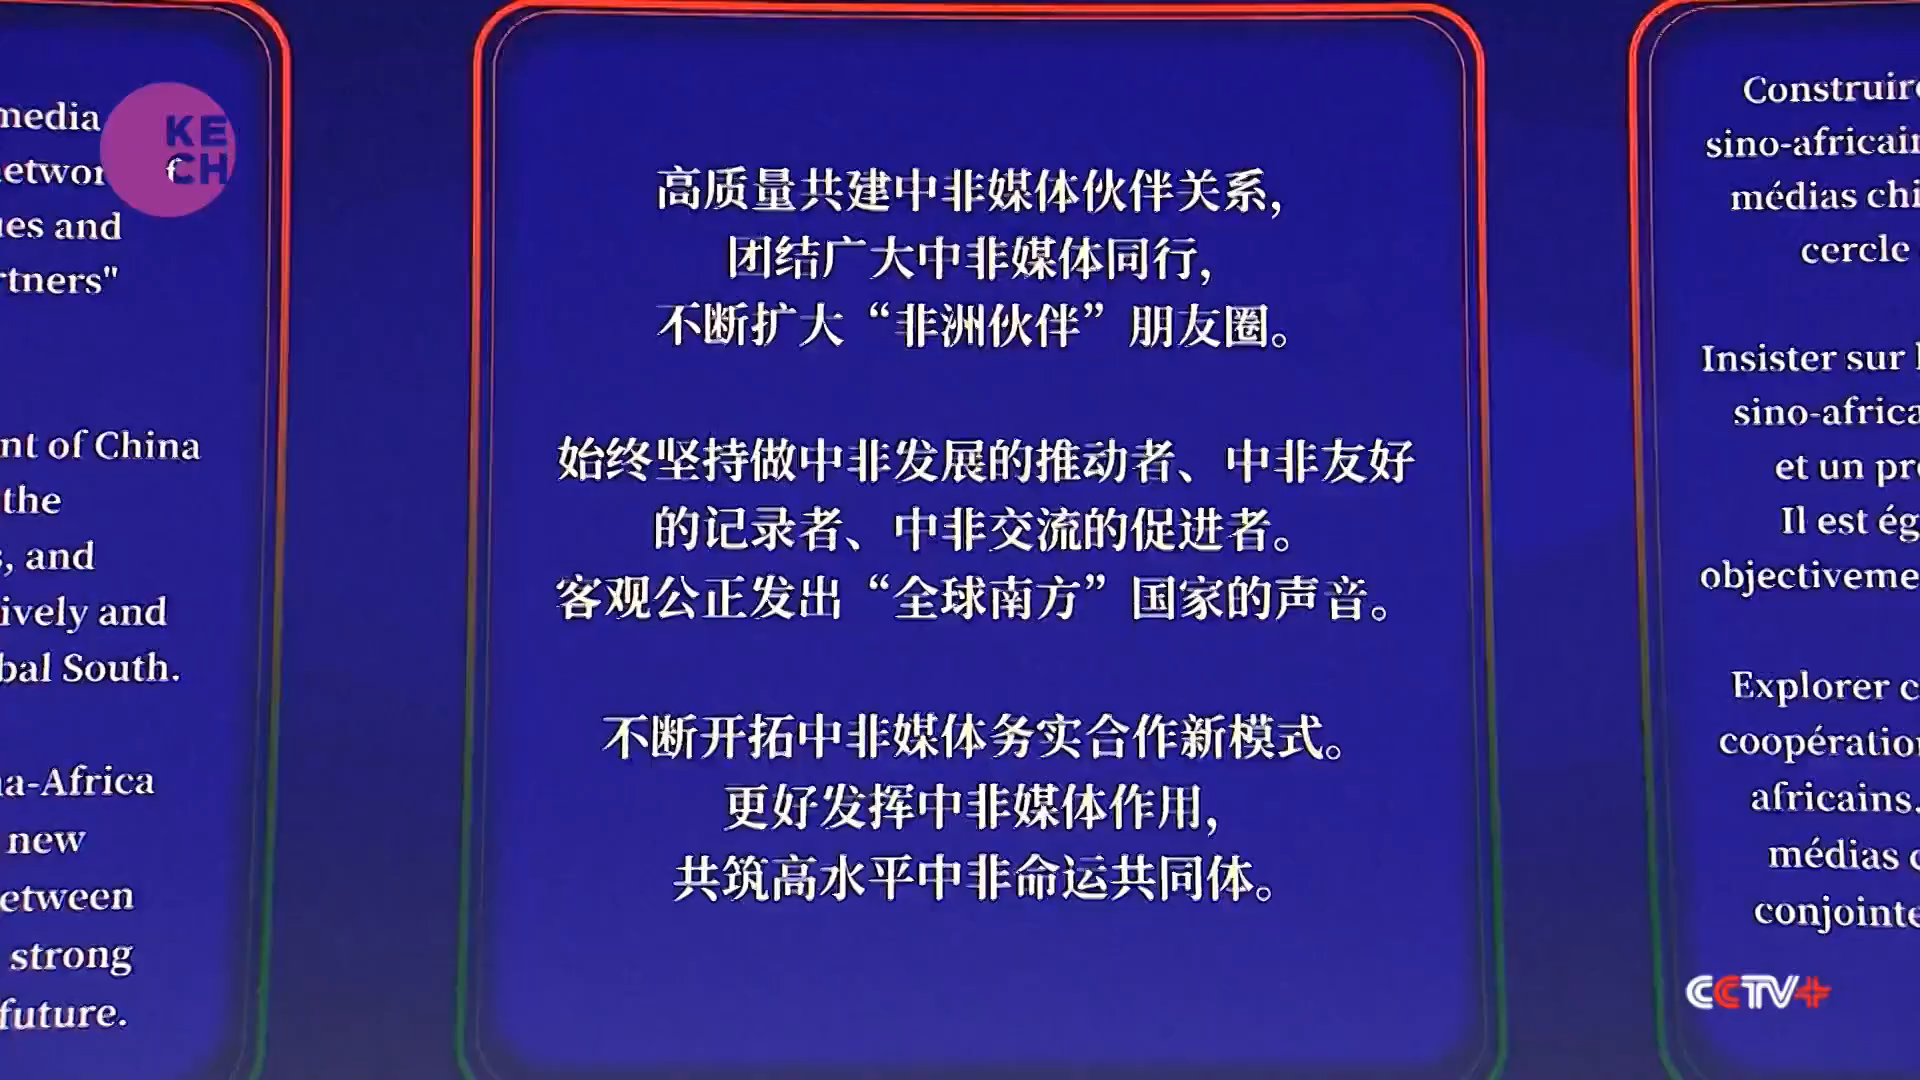 media
KE
CH
ues and
rtners"
nt of China
the
s, and
ively and
bal South.
na-Africa
new
etween
strong
future.
高质量共建中非媒体伙伴关系,
团结广大中非媒体同行,
不断扩大“非洲伙伴”朋友圈。
始终坚持做中非发展的推动者、中非友好
的记录者、中非交流的促进者。
客观公正发出“全球南方”国家的声音。
不断开拓中非媒体务实合作新模式。
更好发挥中非媒体作用,
共筑高水平中非命运共同体。
Construire
sino-africain
médias chi
cercle
Insister sur
sino-africa
et un pr
Il est ég
objectiveme
Explorer c
coopération
africains.
médias
conjointe
CCTV+